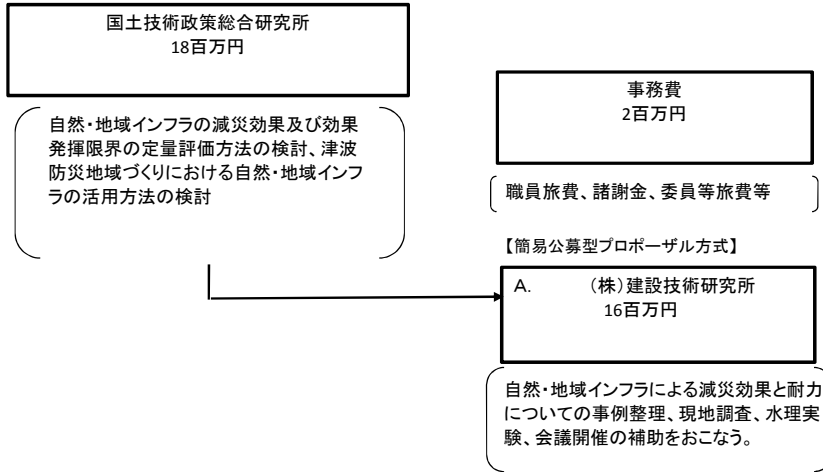 国土技術政策総合研究所
18百万円
自然・地域インフラの減災効果及び効果
発揮限界の定量評価方法の検討、津波
防災地域づくりにおける自然・地域インフ
ラの活用方法の検討
事務費
2百万円
職員旅費、諸謝金、委員等旅費等
【簡易公募型プロポーザル方式】
A. (株)建設技術研究所
16百万円
自然・地域インフラによる減災効果と耐力
についての事例整理、現地調査、水理実
験、会議開催の補助をおこなう。